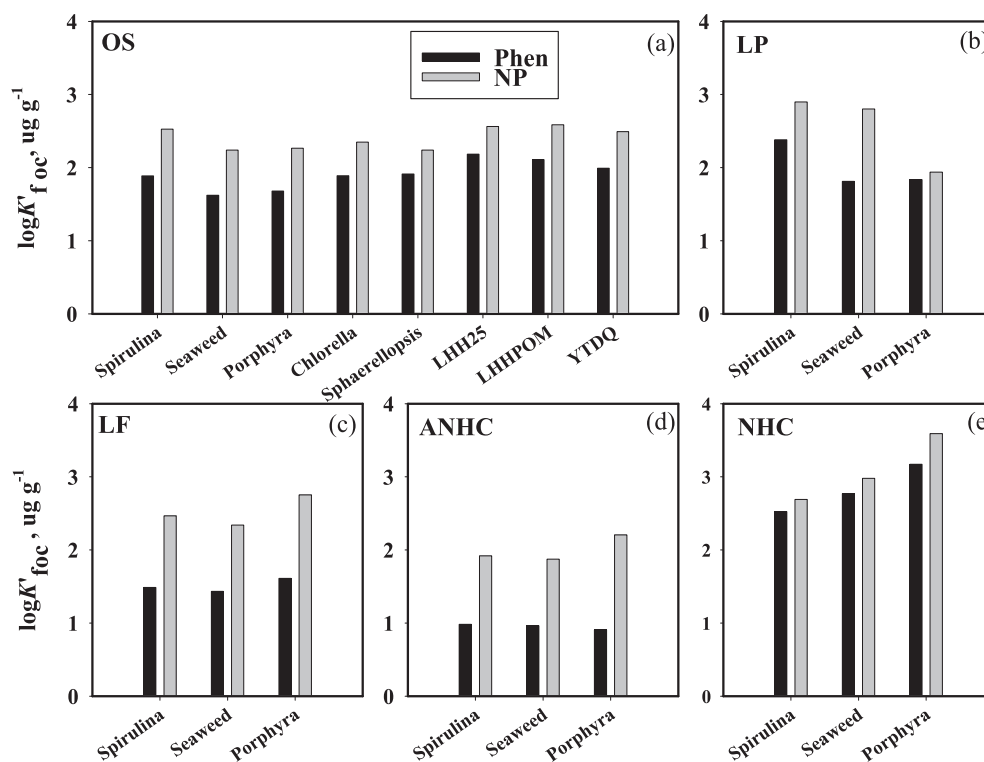 OS
(a)
Phen
NP
logK'f oc, ug g-1
4
3
2
1
0
Spirulina
Seaweed
Porphyra
Chlorella
Sphaerellopsis
LHH25
LHHPOM
YTDQ
LP
(b)
4
3
2
1
0
Spirulina
Seaweed
Porphyra
LF
(c)
logK'foc, ug g-1
4
3
2
1
0
Spirulina
Seaweed
Porphyra
ANHC
(d)
4
3
2
1
0
Spirulina
Seaweed
Porphyra
NHC
(e
4
3
2
1
0
Spirulina
Seaweed
Porphyra